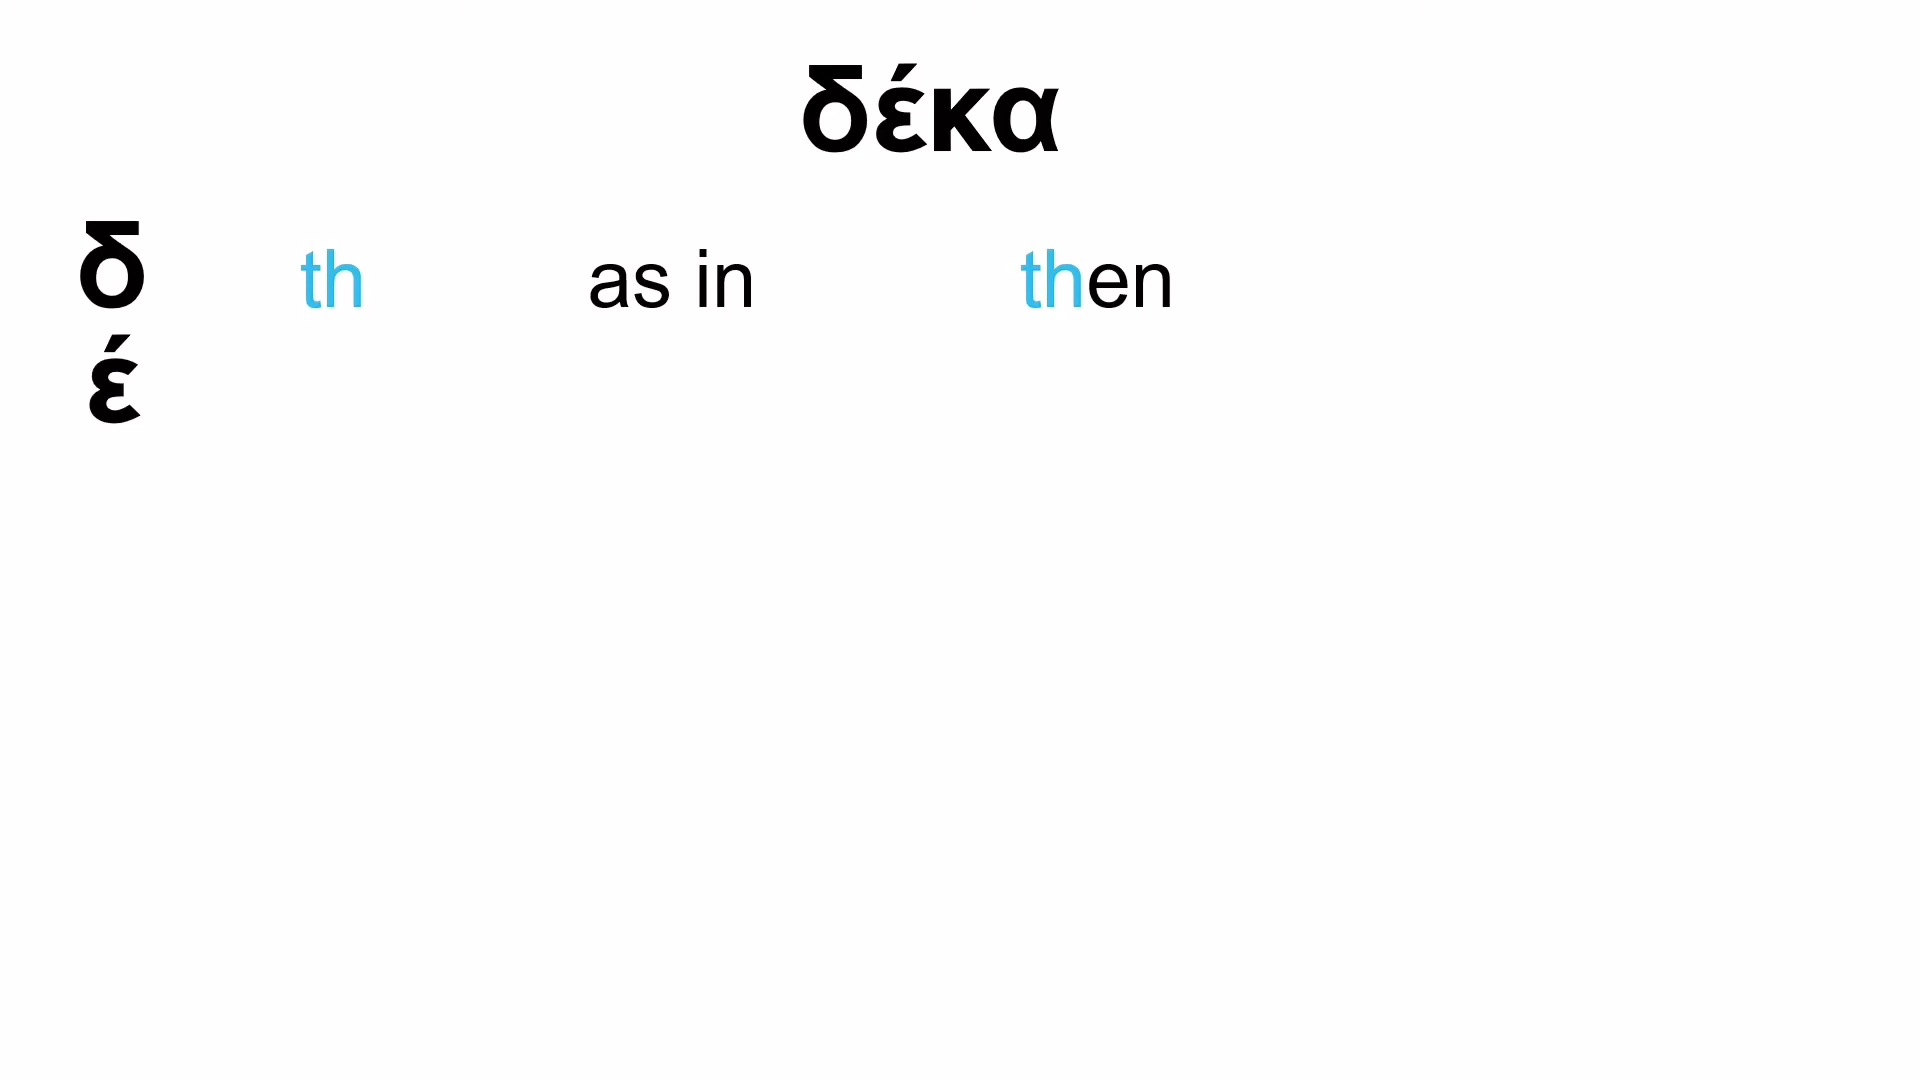 δέκα
δ th as in then
έ